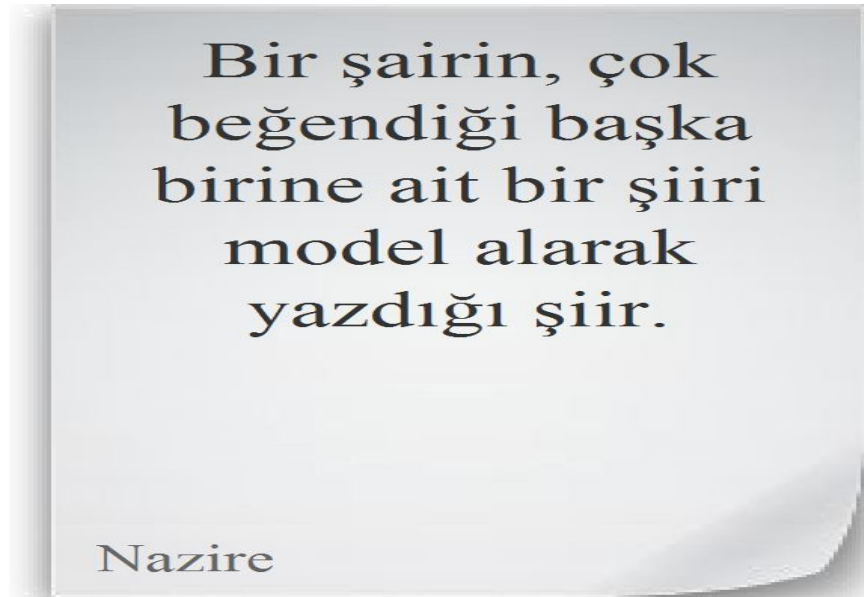 Bir şairin, çok
beğendiği başka
birine ait bir şiiri
model alarak
yazdığı şiir.
Nazire